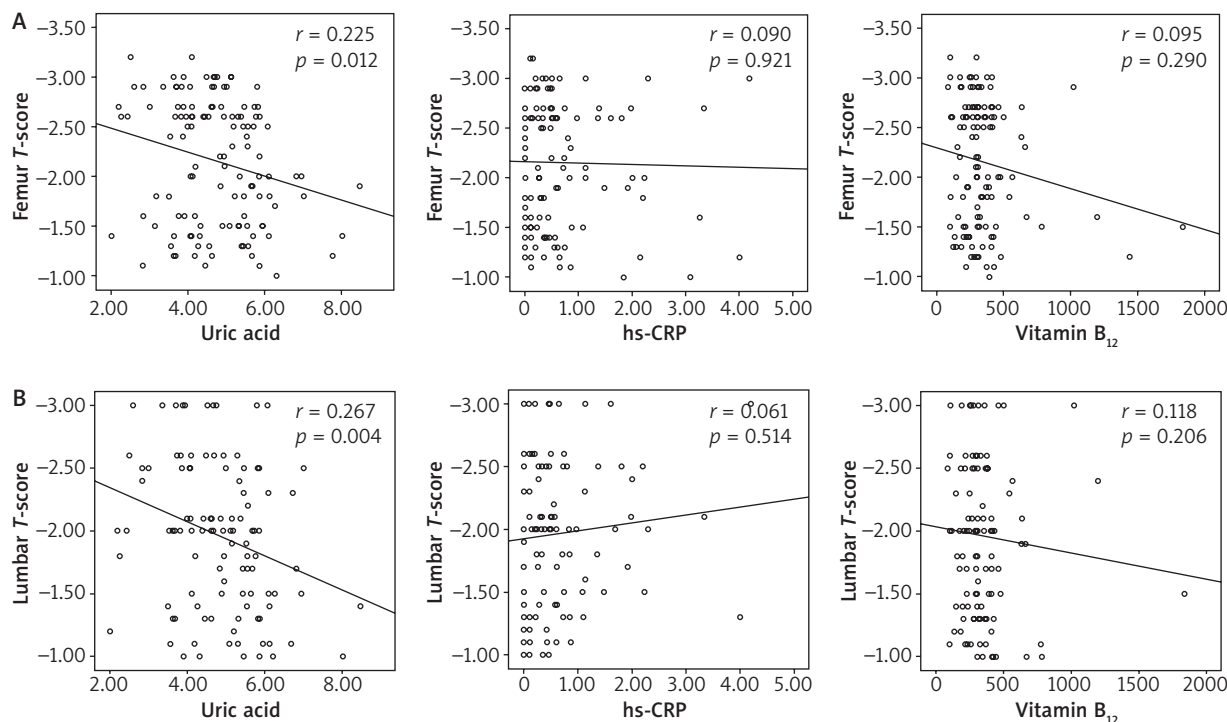 A
−3.50
−3.00
−2.50
−2.00
−1.50
−1.00
Femur T-score
r = 0.225
p = 0.012
2.00 4.00 6.00 8.00
Uric acid
−3.50
−3.00
−2.50
−2.00
−1.50
−1.00
Femur T-score
r = 0.090
p = 0.921
0 1.00 2.00 3.00 4.00 5.00
hs-CRP
−3.50
−3.00
−2.50
−2.00
−1.50
−1.00
Femur T-score
r = 0.095
p = 0.290
0 500 1000 1500 2000
Vitamin B₁₂
B
−3.00
−2.50
−2.00
−1.50
−1.00
Lumbar T-score
r = 0.267
p = 0.004
2.00 4.00 6.00 8.00
Uric acid
−3.00
−2.50
−2.00
−1.50
−1.00
Lumbar T-score
r = 0.061
p = 0.514
0 1.00 2.00 3.00 4.00 5.00
hs-CRP
−3.00
−2.50
−2.00
−1.50
−1.00
Lumbar T-score
r = 0.118
p = 0.206
0 500 1000 1500 2000
Vitamin B₁₂